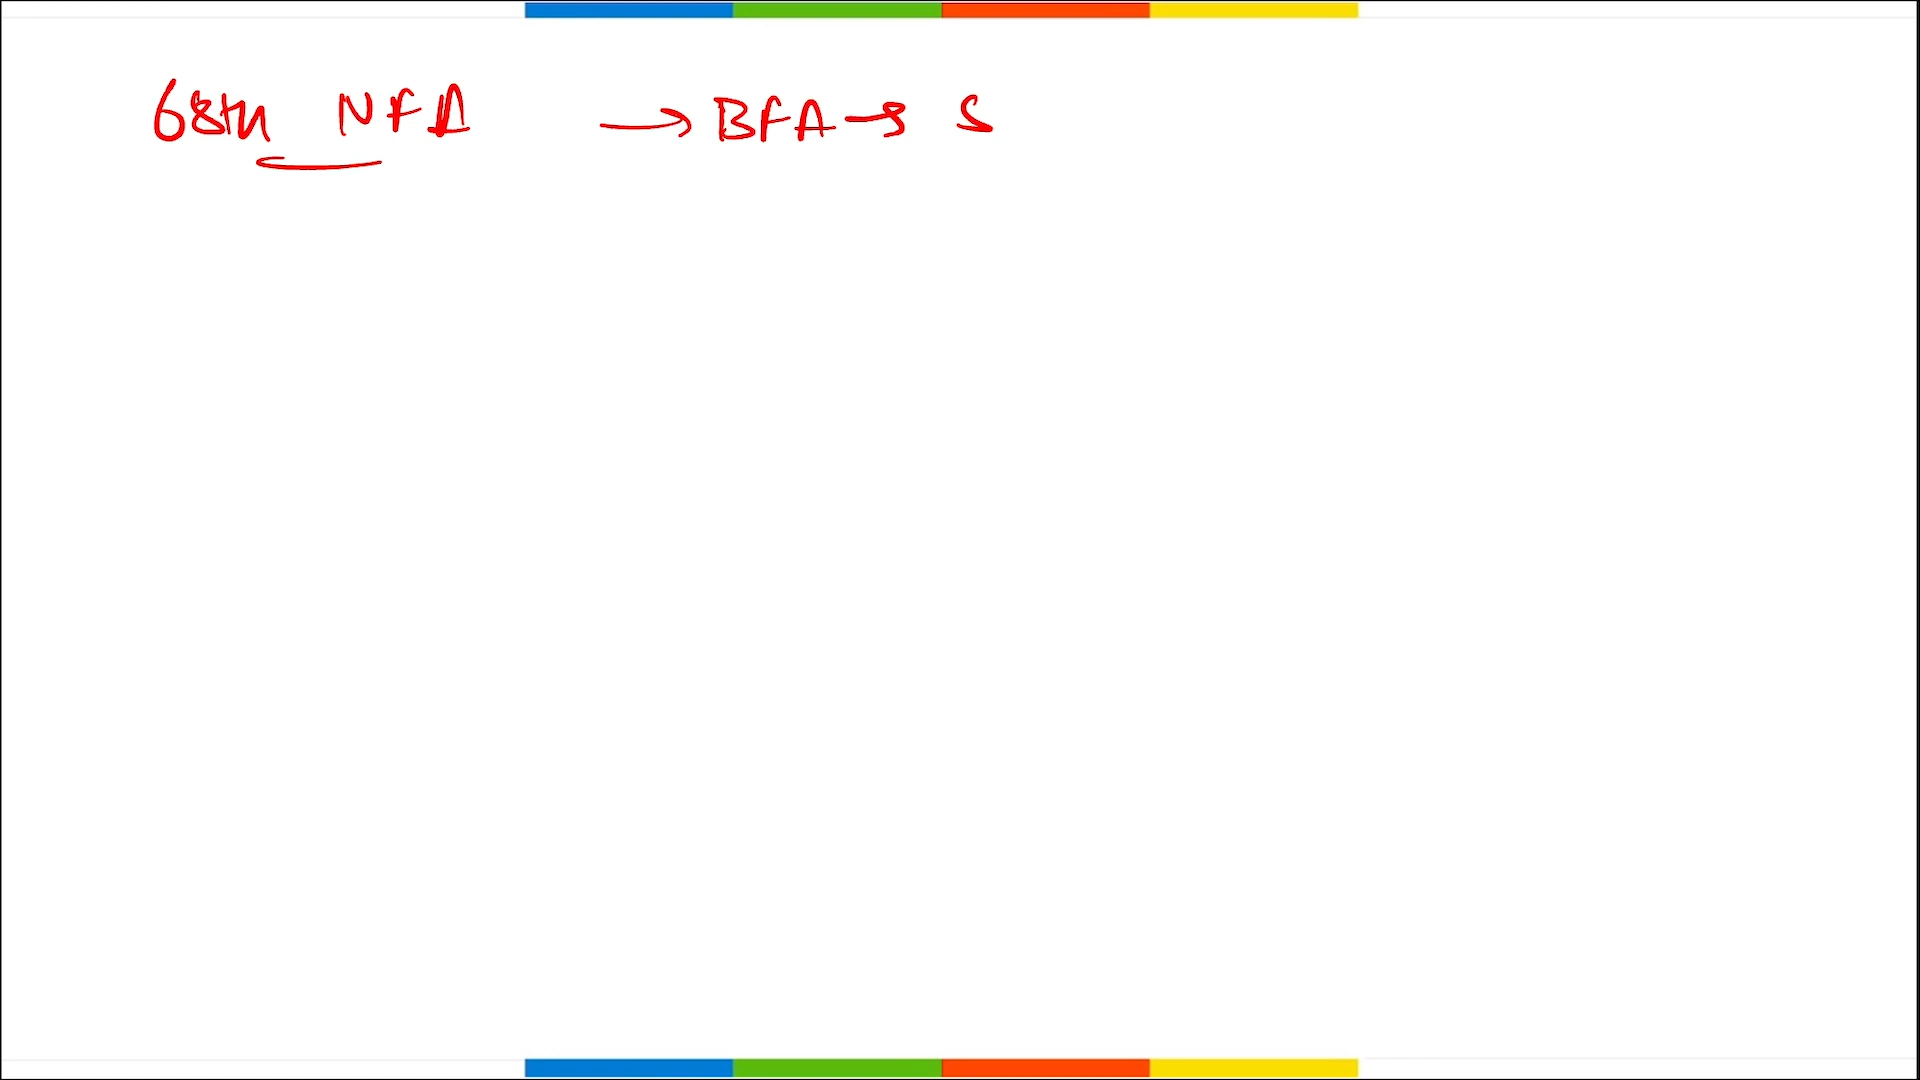 68th NFA → BFA → S